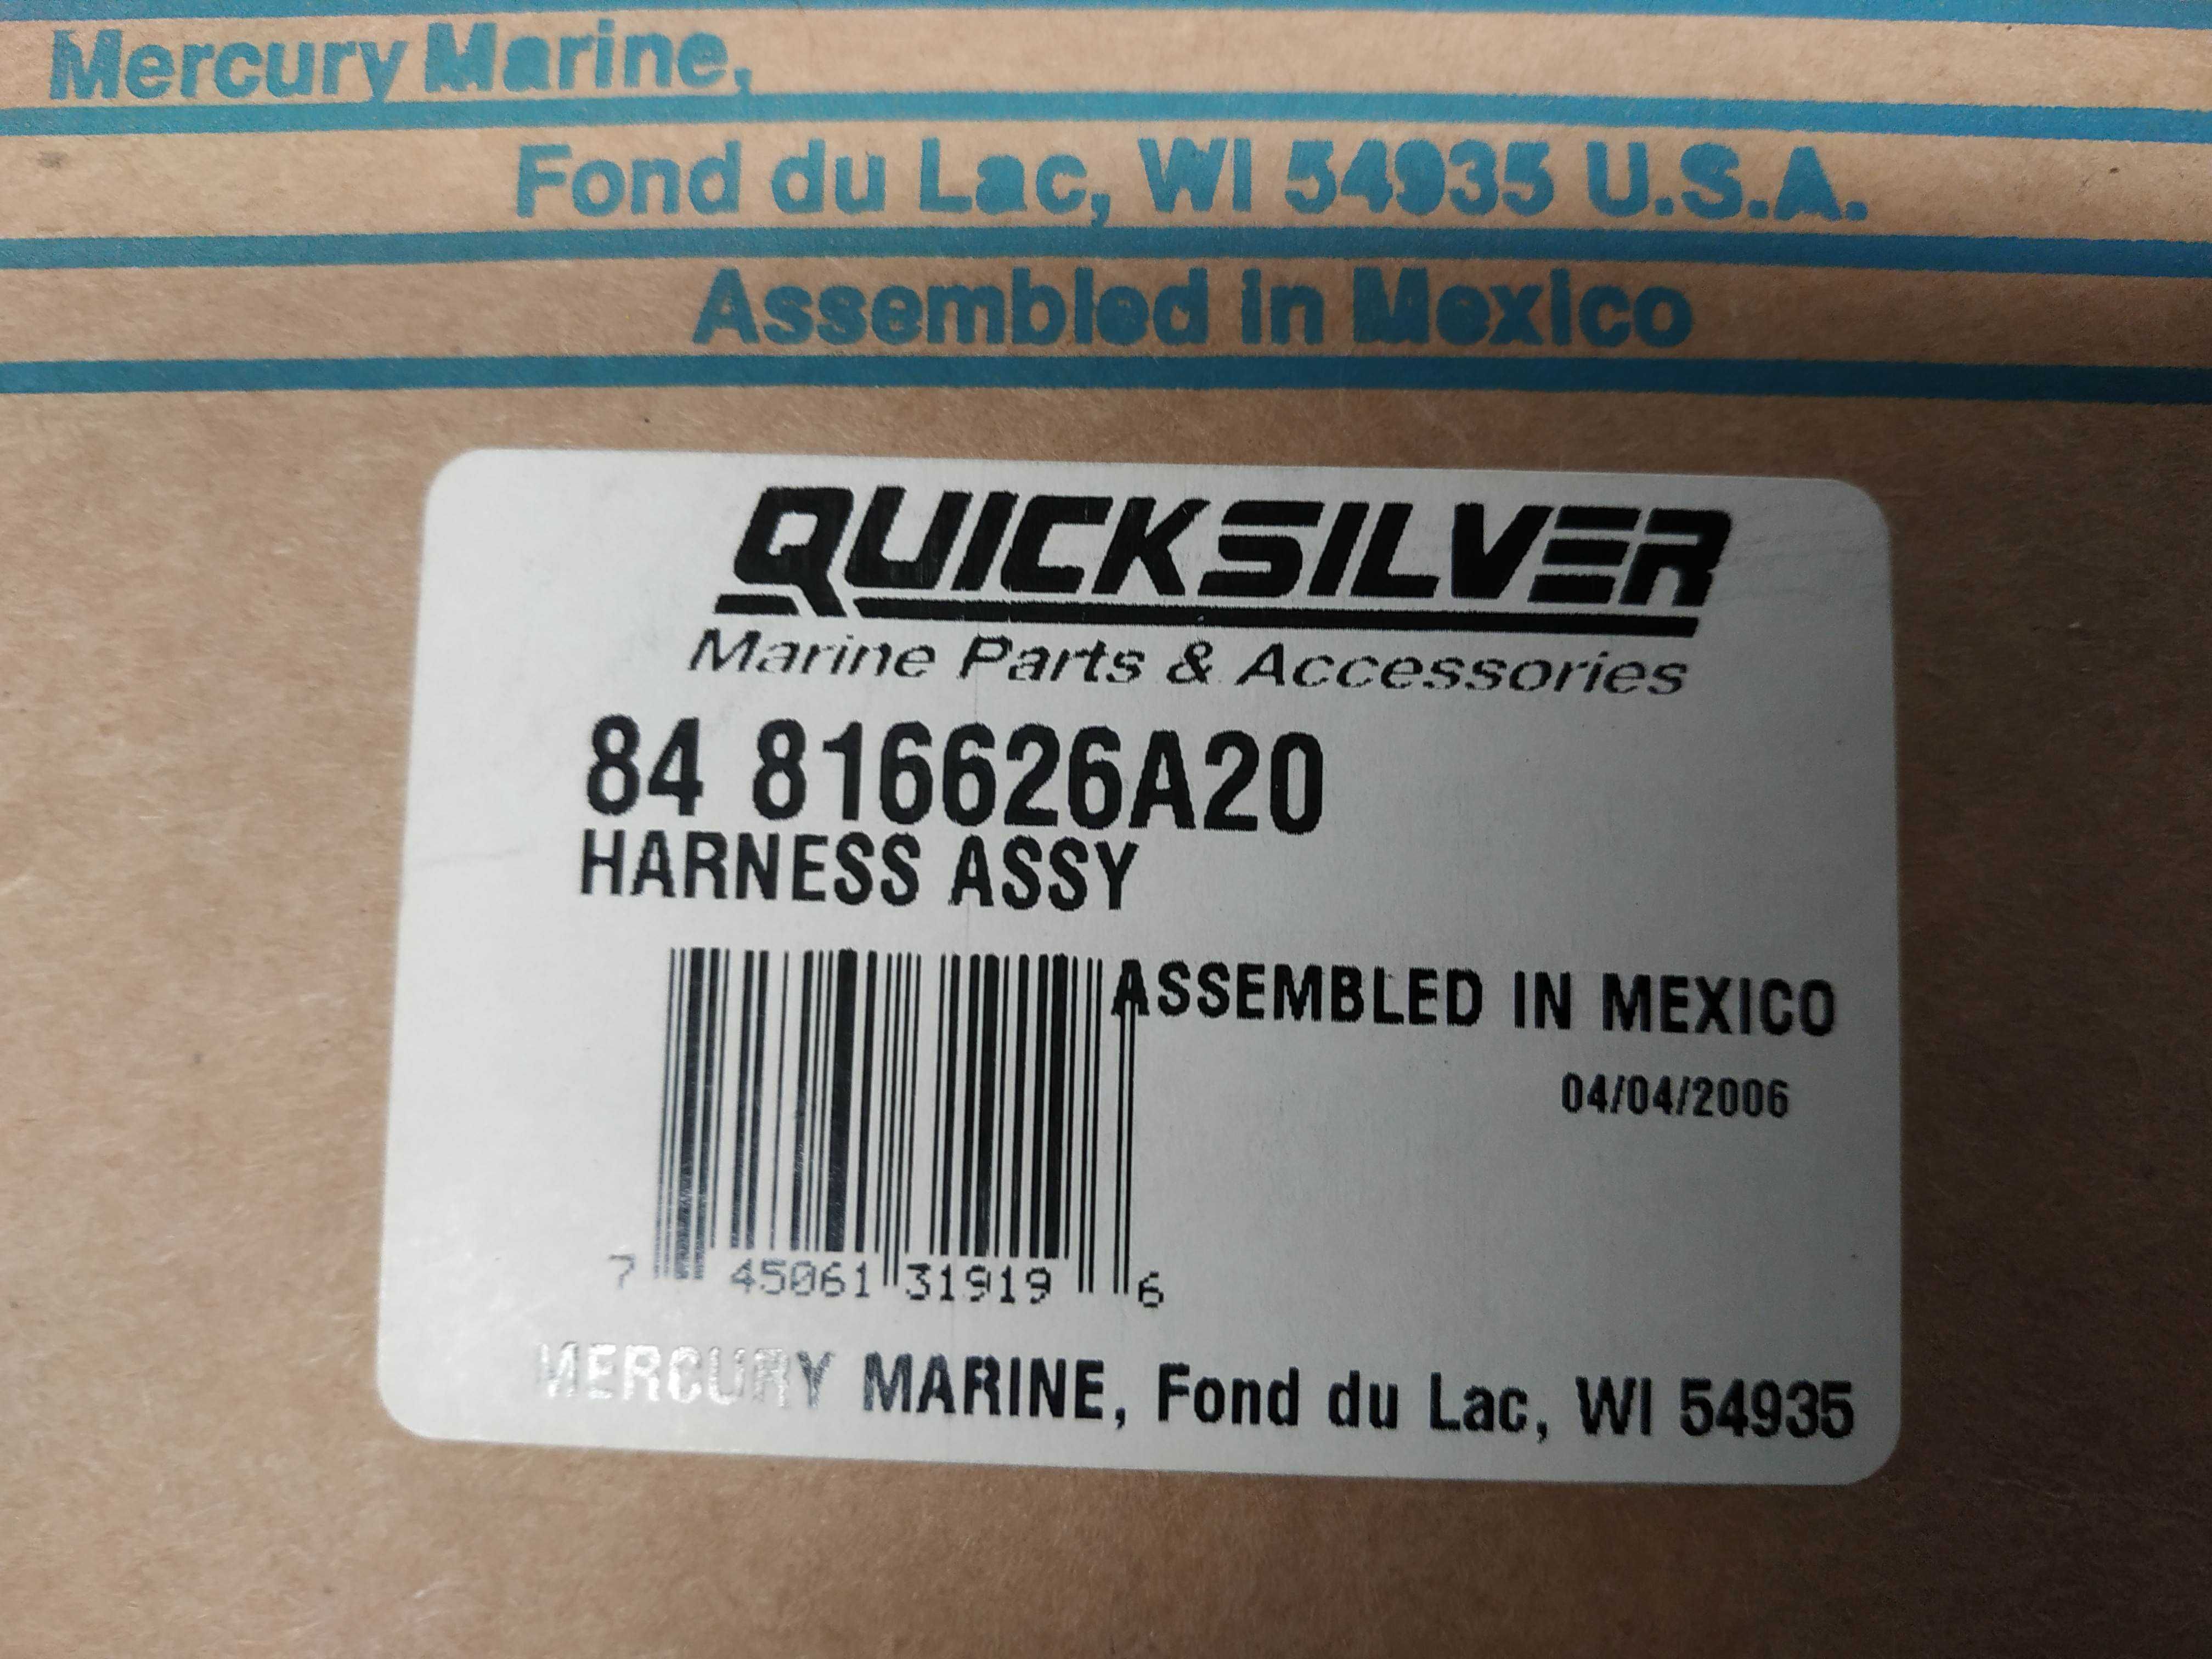 Mercury Marine,
Fond du Lac, WI 54935 U.S.A.
Assembled in Mexico
QUICKSILVER
Marine Parts & Accessories
84 816626A20
HARNESS ASSY
ASSEMBLED IN MEXICO
04/04/2006
7 45061 31919 6
MERCURY MARINE, Fond du Lac, WI 54935